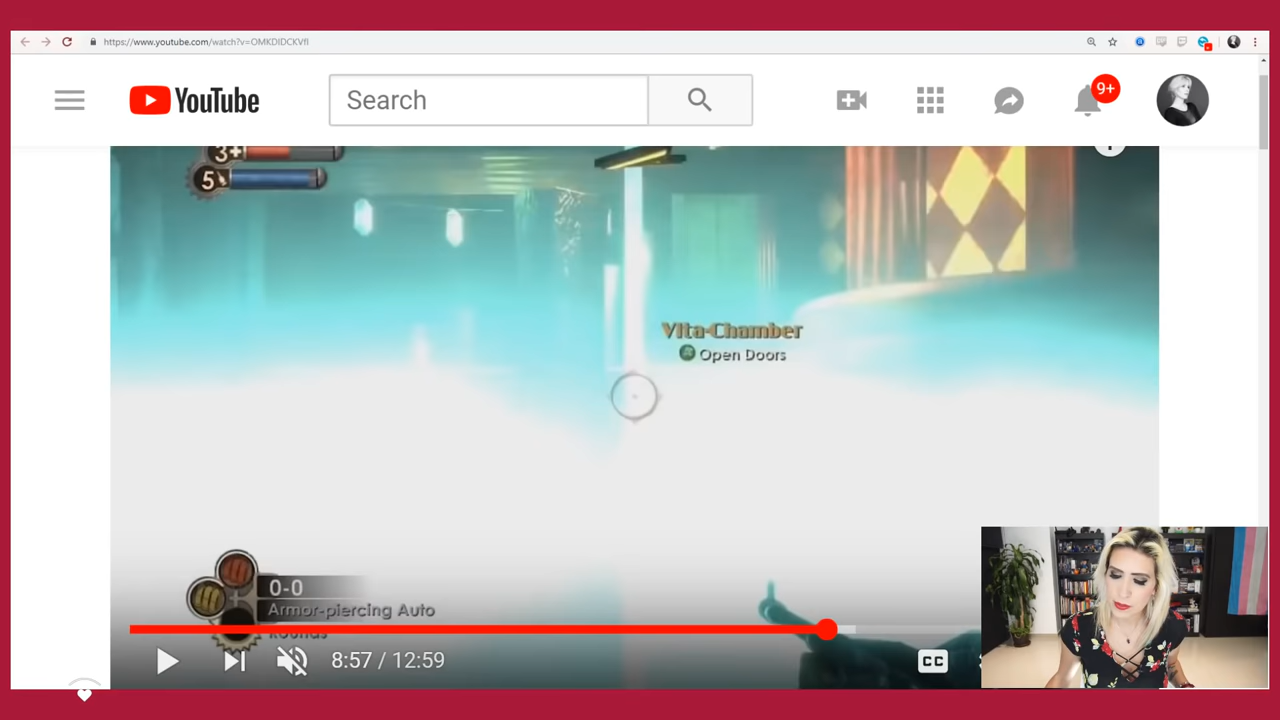 https://www.youtube.com/watch?v=OMKDIDCKVfI
YouTube
Search
9+
3+
5
Vita-Chamber
Open Doors
0-0
Armor-piercing Auto
Rounds
8:57 / 12:59
CC